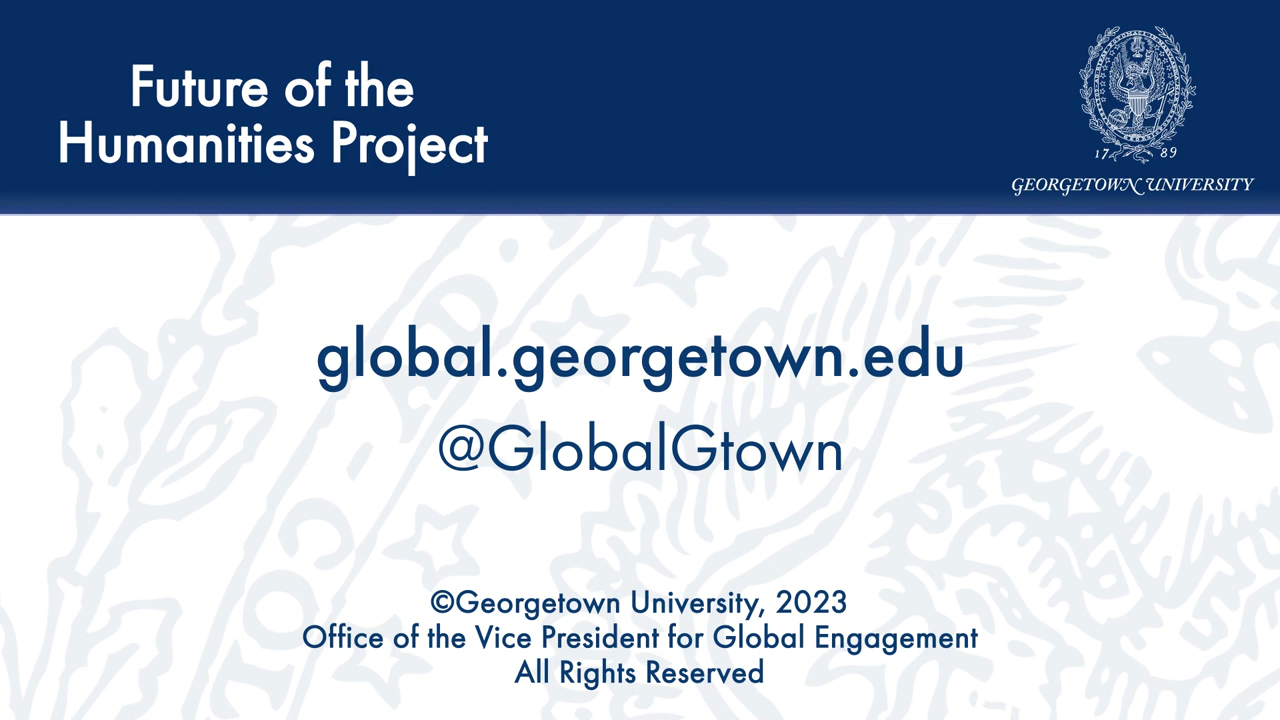 Future of the
Humanities Project
17 89
GEORGETOWN UNIVERSITY
global.georgetown.edu
@GlobalGtown
©Georgetown University, 2023
Office of the Vice President for Global Engagement
All Rights Reserved